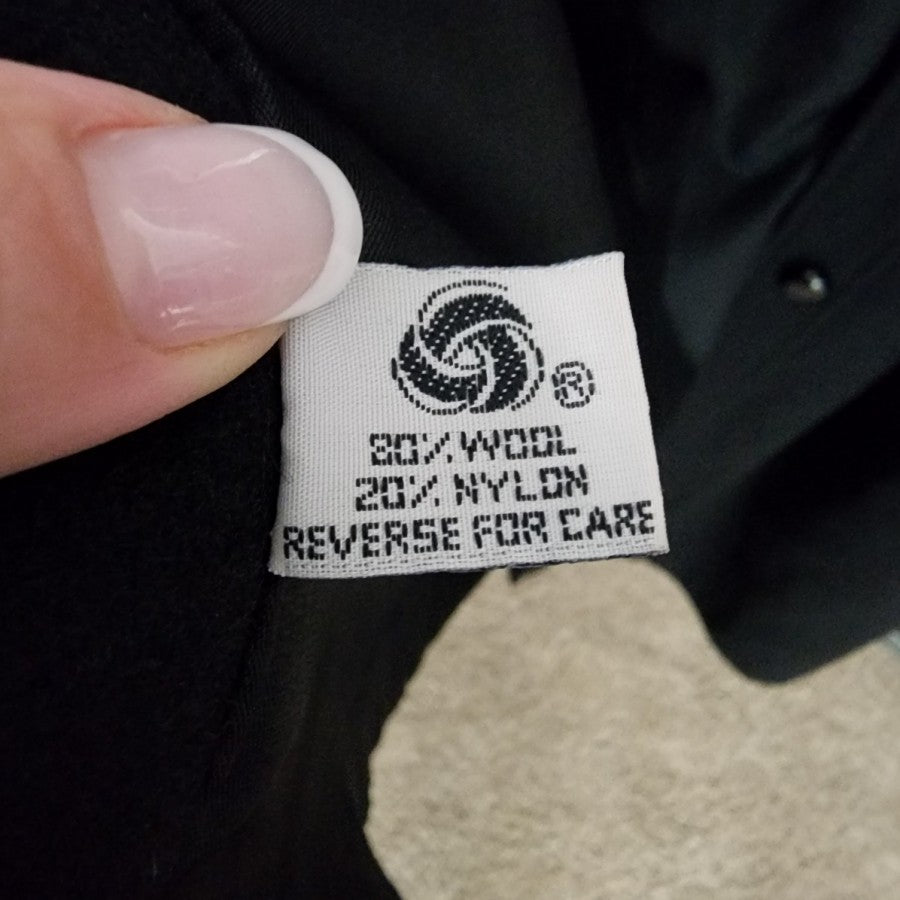 ®
80% WOOL
20% NYLON
REVERSE FOR CARE